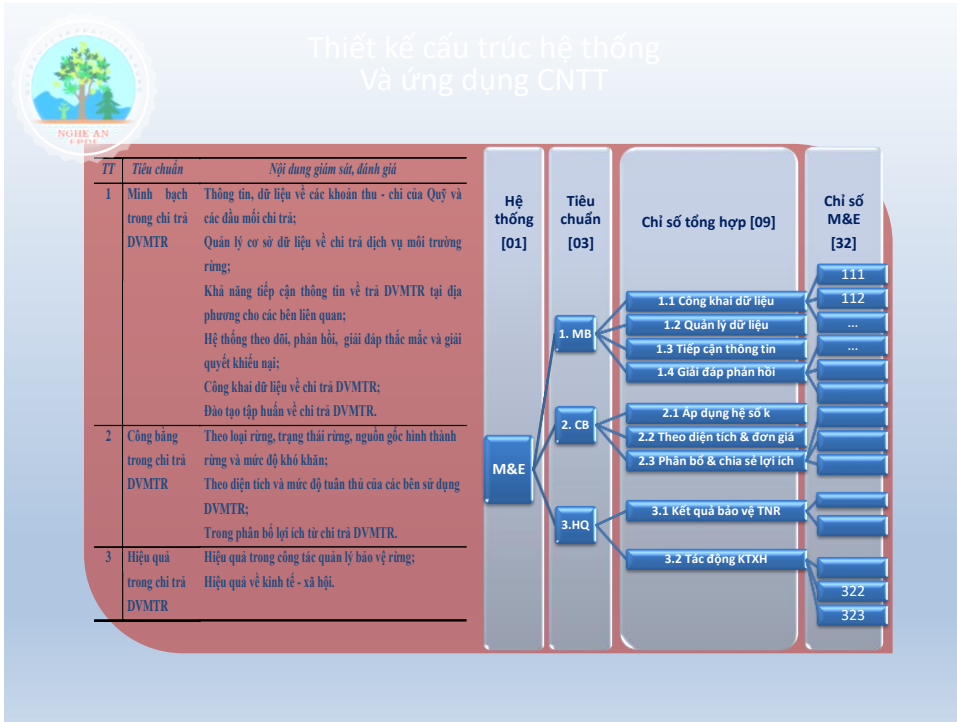 Thiết kế cấu trúc hệ thống
Và ứng dụng CNTT
NGHE AN
FPDF
TT Tiêu chuẩn Nội dung giám sát, đánh giá
1 Minh bạch trong chi trả DVMTR
Thông tin, dữ liệu về các khoản thu - chi của Quỹ và
các đầu mối chi trả;
Quản lý cơ sở dữ liệu về chi trả dịch vụ môi trường
rừng;
Khả năng tiếp cận thông tin về trả DVMTR tại địa
phương cho các bên liên quan;
Hệ thống theo dõi, phản hồi, giải đáp thắc mắc và giải
quyết khiếu nại;
Công khai dữ liệu về chi trả DVMTR;
Đào tạo tập huấn về chi trả DVMTR.
2 Công bằng trong chi trả DVMTR
Theo loại rừng, trạng thái rừng, nguồn gốc hình thành
rừng và mức độ khó khăn;
Theo diện tích và mức độ tuân thủ của các bên sử dụng
DVMTR;
Trong phân bổ lợi ích từ chi trả DVMTR.
3 Hiệu quả trong chi trả DVMTR
Hiệu quả trong công tác quản lý bảo vệ rừng;
Hiệu quả về kinh tế - xã hội.
Hệ
thống
[01]
Tiêu
chuẩn
[03]
Chỉ số tổng hợp [09]
Chỉ số
M&E
[32]
M&E
1. MB
2. CB
3.HQ
1.1 Công khai dữ liệu
1.2 Quản lý dữ liệu
1.3 Tiếp cận thông tin
1.4 Giải đáp phản hồi
2.1 Áp dụng hệ số k
2.2 Theo diện tích & đơn giá
2.3 Phân bổ & chia sẻ lợi ích
3.1 Kết quả bảo vệ TNR
3.2 Tác động KTXH
111
112
...
...
322
323